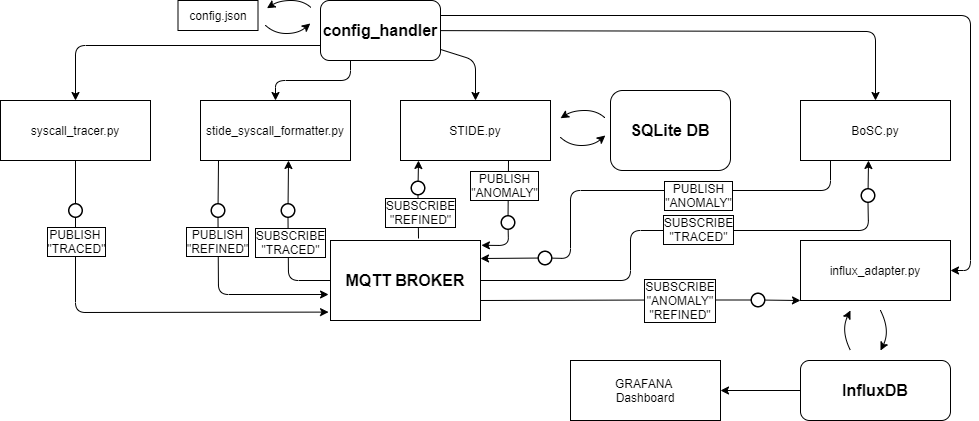 config.json
config_handler
syscall_tracer.py
stide_syscall_formatter.py
STIDE.py
SQLite DB
BoSC.py
PUBLISH
"ANOMALY"
PUBLISH
"ANOMALY"
SUBSCRIBE
"REFINED"
PUBLISH
"TRACED"
PUBLISH
"REFINED"
SUBSCRIBE
"TRACED"
SUBSCRIBE
"TRACED"
MQTT BROKER
influx_adapter.py
SUBSCRIBE
"ANOMALY"
"REFINED"
GRAFANA
Dashboard
InfluxDB